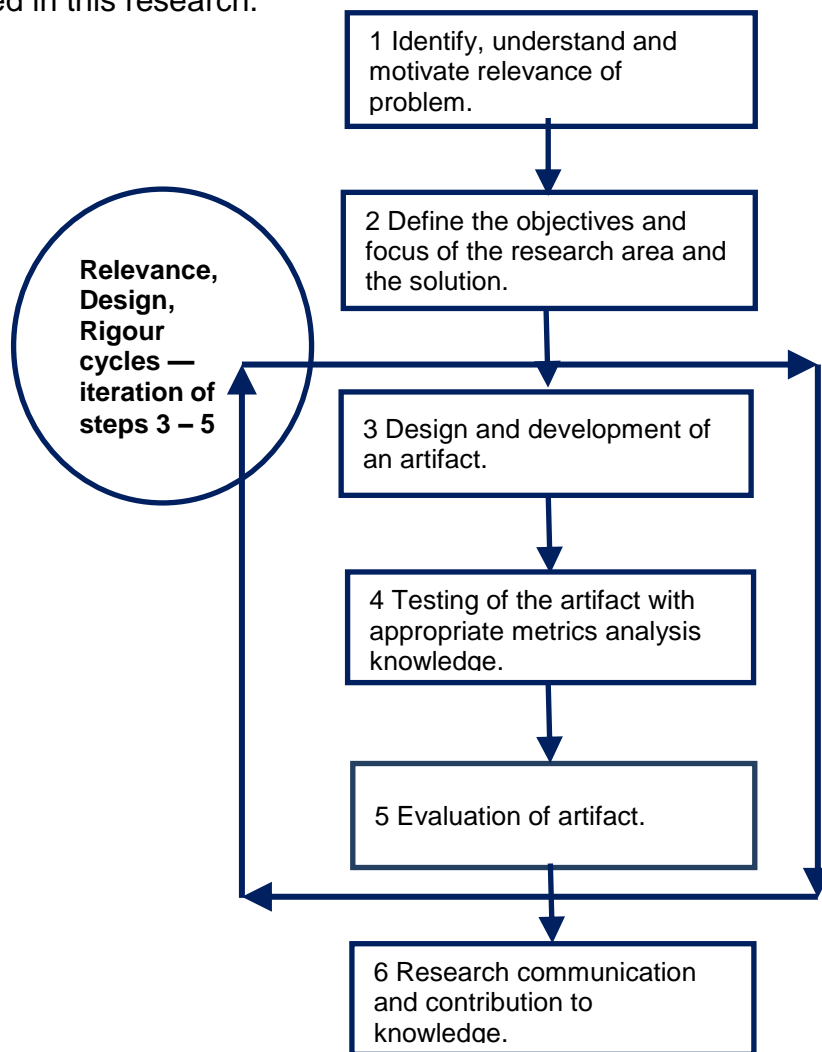 ed in this research.
1 Identify, understand and
motivate relevance of
problem.
2 Define the objectives and
focus of the research area and
the solution.
Relevance,
Design,
Rigour
cycles —
iteration of
steps 3 – 5
3 Design and development of
an artifact.
4 Testing of the artifact with
appropriate metrics analysis
knowledge.
5 Evaluation of artifact.
6 Research communication
and contribution to
knowledge.